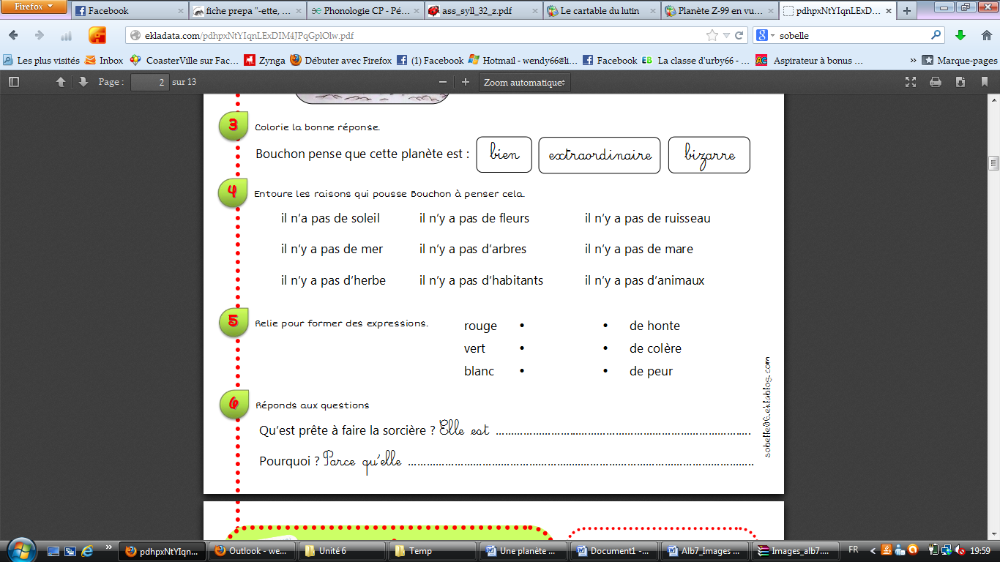 Firefox
Facebook
fiche prepa "-ette, ...
Phonologie CP - Pé...
ass_syll_32_z.pdf
Le cartable du lutin
Planète Z-99 en vu...
pdhpxNtYIqnLExD...
ekladata.com/pdhpxNtYIqnLExDIM4JPqGplOlw.pdf
sobelle
Les plus visités
Inbox
CoasterVille sur Fac...
Zynga
Débuter avec Firefox
(1) Facebook
Hotmail - wendy66@li...
Facebook
La classe d'urby66 - ...
Aspirateur à bonus ...
Marque-pages
Page : 2 sur 13
Zoom automatique
3 Colorie la bonne réponse.
Bouchon pense que cette planète est : bien extraordinaire bizarre
4 Entoure les raisons qui pousse Bouchon à penser cela.
il n'a pas de soleil il n'y a pas de fleurs il n'y a pas de ruisseau
il n'y a pas de mer il n'y a pas d'arbres il n'y a pas de mare
il n'y a pas d'herbe il n'y a pas d'habitants il n'y a pas d'animaux
5 Relie pour former des expressions.
rouge • • de honte
vert • • de colère
blanc • • de peur
6 Réponds aux questions
Qu'est prête à faire la sorcière ? Elle est ....................
Pourquoi ? Parce qu'elle ....................
sobelle06.eklablog.com
pdhpxNtYIqn...
Outlook - we...
Unité 6
Temp
Une planète ...
Document1 - ...
Alb7_Images ...
Images_alb7....
FR
19:59